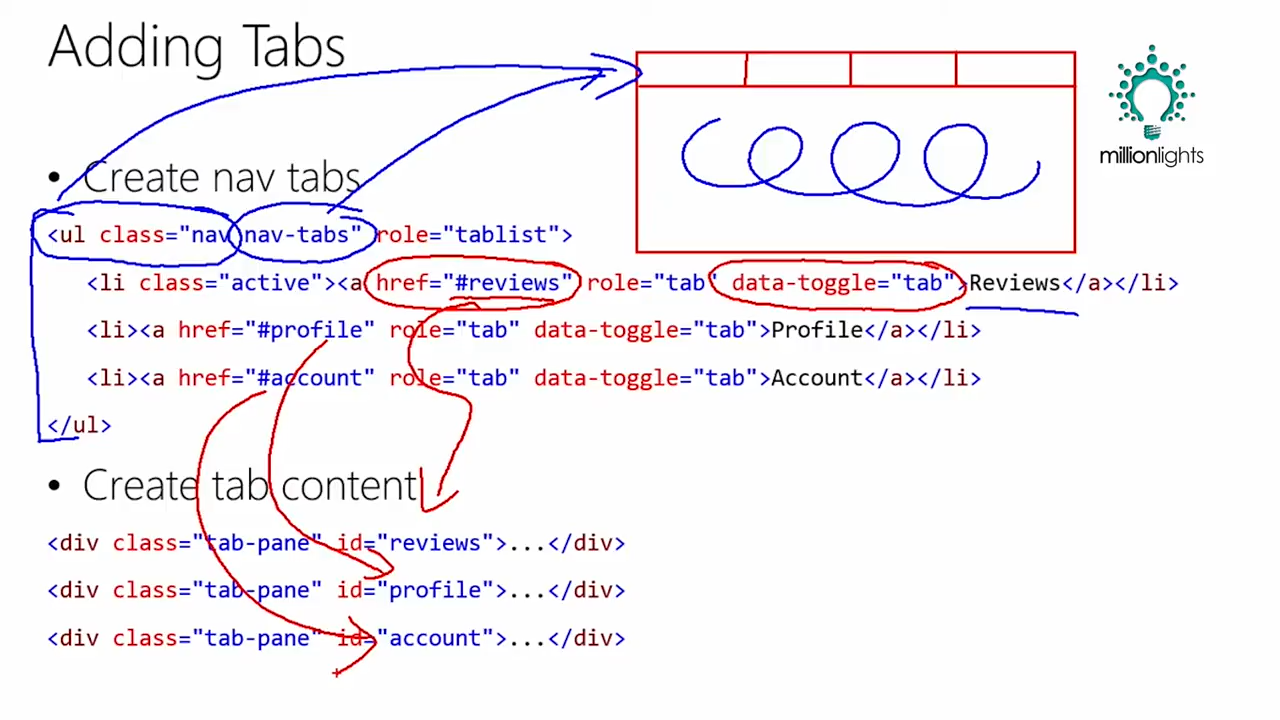 Adding Tabs
millionlights
• Create nav tabs
<ul class="nav nav-tabs" role="tablist">
<li class="active"><a href="#reviews" role="tab" data-toggle="tab">Reviews</a></li>
<li><a href="#profile" role="tab" data-toggle="tab">Profile</a></li>
<li><a href="#account" role="tab" data-toggle="tab">Account</a></li>
</ul>
• Create tab content
<div class="tab-pane" id="reviews">...</div>
<div class="tab-pane" id="profile">...</div>
<div class="tab-pane" id="account">...</div>